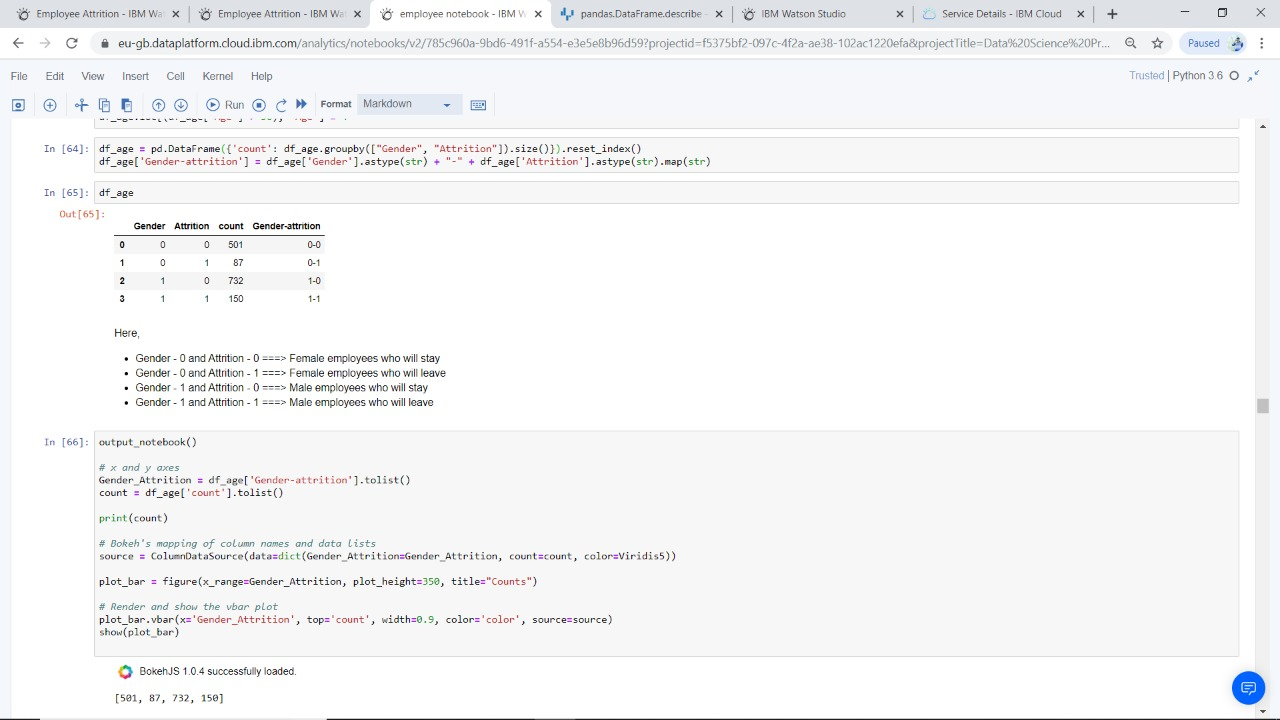 Employee Attrition - IBM Wa
Employee Attrition - IBM Wa
employee notebook - IBM W
pandas.DataFrame.describe -
IBM Watson Studio
Service Details - IBM Cloud
eu-gb.dataplatform.cloud.ibm.com/analytics/notebooks/v2/785c960a-9bd6-491f-a554-e3e5e8b96d59?projectid=f5375bf2-097c-4f2a-ae38-102ac1220efa&projectTitle=Data%20Science%20Pr...
Paused
File Edit View Insert Cell Kernel Help
Trusted | Python 3.6
Run
Format
Markdown
In [64]: df_age = pd.DataFrame({'count': df_age.groupby(["Gender", "Attrition"]).size()}).reset_index()
df_age['Gender-attrition'] = df_age['Gender'].astype(str) + "-" + df_age['Attrition'].astype(str).map(str)
In [65]: df_age
Out[65]:
Gender Attrition count Gender-attrition
0 0 0 501 0-0
1 0 1 87 0-1
2 1 0 732 1-0
3 1 1 150 1-1
Here,
• Gender - 0 and Attrition - 0 ===> Female employees who will stay
• Gender - 0 and Attrition - 1 ===> Female employees who will leave
• Gender - 1 and Attrition - 0 ===> Male employees who will stay
• Gender - 1 and Attrition - 1 ===> Male employees who will leave
In [66]: output_notebook()
# x and y axes
Gender_Attrition = df_age['Gender-attrition'].tolist()
count = df_age['count'].tolist()
print(count)
# Bokeh's mapping of column names and data lists
source = ColumnDataSource(data=dict(Gender_Attrition=Gender_Attrition, count=count, color=Viridis5))
plot_bar = figure(x_range=Gender_Attrition, plot_height=350, title="Counts")
# Render and show the vbar plot
plot_bar.vbar(x='Gender_Attrition', top='count', width=0.9, color='color', source=source)
show(plot_bar)
BokehJS 1.0.4 successfully loaded.
[501, 87, 732, 150]